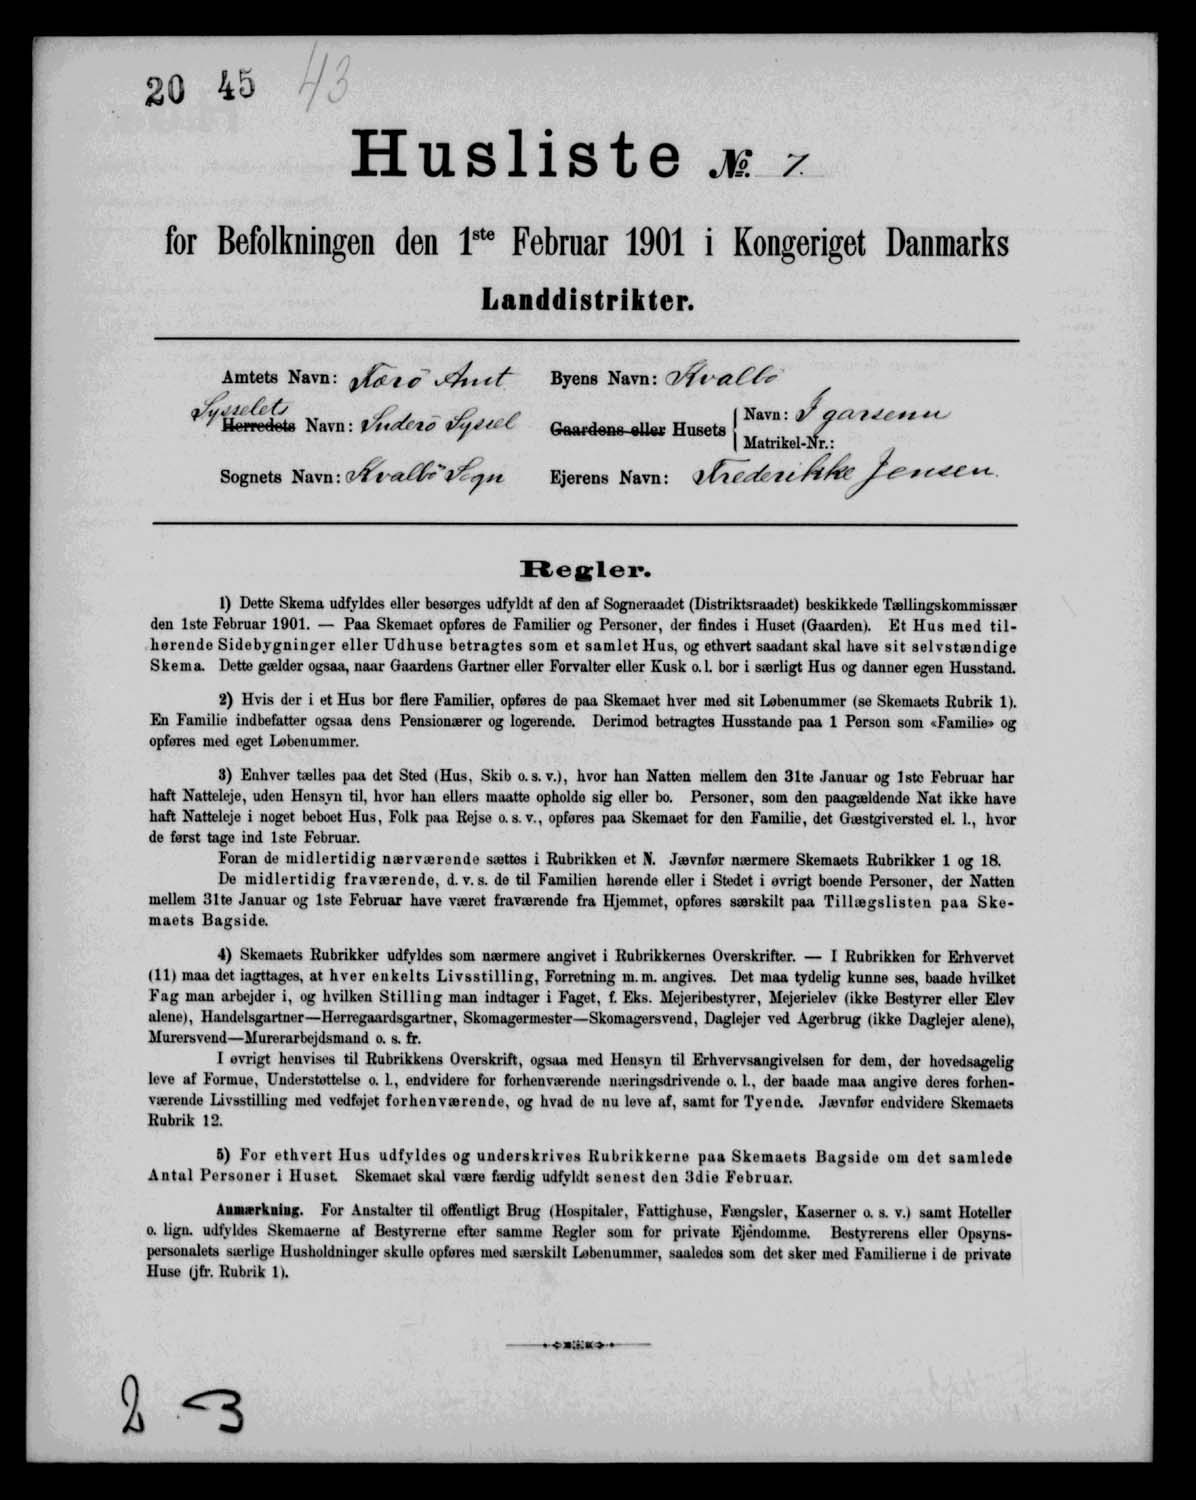 20 45 43
Husliste №. 7.
for Befolkningen den 1ste Februar 1901 i Kongeriget Danmarks
Landdistrikter.
Amtets Navn: Færö Amt
Byens Navn: Kvalbö
Sysselets
Herredets Navn: Suderö Syssel
Gaardens eller Husets Navn: I garsenu
Matrikel-Nr.:
Sognets Navn: Kvalbö Sogn
Ejerens Navn: Frederikke Jensen.
Regler.
1) Dette Skema udfyldes eller besørges udfyldt af den af Sogneraadet (Distriktsraadet) beskikkede Tællingskommissær
den 1ste Februar 1901. — Paa Skemaet opføres de Familier og Personer, der findes i Huset (Gaarden). Et Hus med til-
hørende Sidebygninger eller Udhuse betragtes som et samlet Hus, og ethvert saadant skal have sit selvstændige
Skema. Dette gælder ogsaa, naar Gaardens Gartner eller Forvalter eller Kusk o. l. bor i særligt Hus og danner egen Husstand.
2) Hvis der i et Hus bor flere Familier, opføres de paa Skemaet hver med sit Løbenummer (se Skemaets Rubrik 1).
En Familie indbefatter ogsaa dens Pensionærer og logerende. Derimod betragtes Husstande paa 1 Person som «Familie» og
opføres med eget Løbenummer.
3) Enhver tælles paa det Sted (Hus, Skib o. s. v.), hvor han Natten mellem den 31te Januar og 1ste Februar har
haft Natteleje, uden Hensyn til, hvor han ellers maatte opholde sig eller bo. Personer, som den paagældende Nat ikke have
haft Natteleje i noget beboet Hus, Folk paa Rejse o. s. v., opføres paa Skemaet for den Familie, det Gæstgiversted el. l., hvor
de først tage ind 1ste Februar.
Foran de midlertidig nærværende sættes i Rubrikken et N. Jævnfør nærmere Skemaets Rubrikker 1 og 18.
De midlertidig fraværende, d. v. s. de til Familien hørende eller i Stedet i øvrigt boende Personer, der Natten
mellem 31te Januar og 1ste Februar have været fraværende fra Hjemmet, opføres særskilt paa Tillægslisten paa Ske-
maets Bagside.
4) Skemaets Rubrikker udfyldes som nærmere angivet i Rubrikkernes Overskrifter. — I Rubrikken for Erhvervet
(11) maa det iagttages, at hver enkelts Livsstilling, Forretning m. m. angives. Det maa tydelig kunne ses, baade hvilket
Fag man arbejder i, og hvilken Stilling man indtager i Faget, f. Eks. Mejeribestyrer, Mejerielev (ikke Bestyrer eller Elev
alene), Handelsgartner—Herregaardsgartner, Skomagermester—Skomagersvend, Daglejer ved Agerbrug (ikke Daglejer alene),
Murersvend—Murerarbejdsmand o. s. fr.
I øvrigt henvises til Rubrikkens Overskrift, ogsaa med Hensyn til Erhvervsangivelsen for dem, der hovedsagelig
leve af Formue, Understøttelse o. l., endvidere for forhenværende næringsdrivende o. l., der baade maa angive deres forhen-
værende Livsstilling med vedføjet forhenværende, og hvad de nu leve af, samt for Tyende. Jævnfør endvidere Skemaets
Rubrik 12.
5) For ethvert Hus udfyldes og underskrives Rubrikkerne paa Skemaets Bagside om det samlede
Antal Personer i Huset. Skemaet skal være færdig udfyldt senest den 3die Februar.
Anmærkning. For Anstalter til offentligt Brug (Hospitaler, Fattighuse, Fængsler, Kaserner o. s. v.) samt Hoteller
o. lign. udfyldes Skemaerne af Bestyrerne efter samme Regler som for private Ejendomme. Bestyrerens eller Opsyns-
personalets særlige Husholdninger skulle opføres med særskilt Løbenummer, saaledes som det sker med Familierne i de private
Huse (jfr. Rubrik 1).
2 3